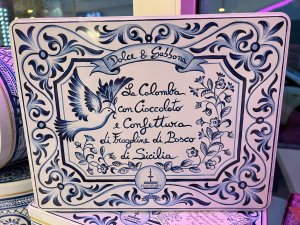 Dolce & Gabbana
La Colomba
con Cioccolato
e Confettura
di Fragoline di Bosco
di Sicilia